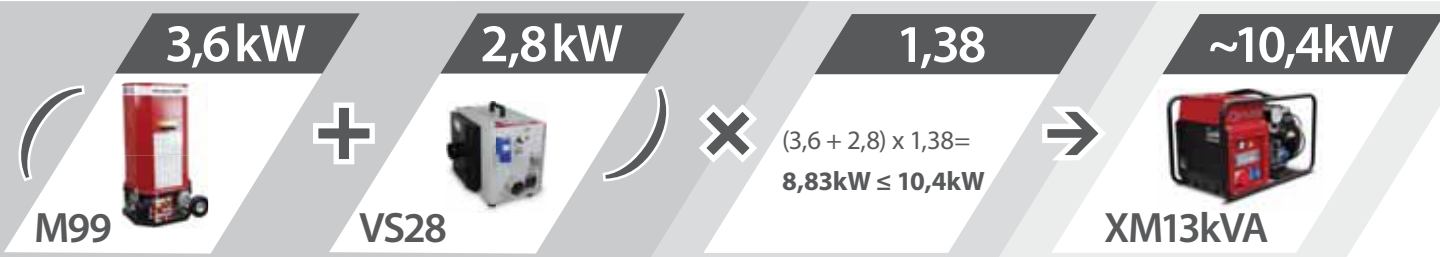 3,6 kW
2,8 kW
1,38
~10,4kW
( + ) × →
(3,6 + 2,8) x 1,38=
8,83kW ≤ 10,4kW
M99
VS28
XM13kVA